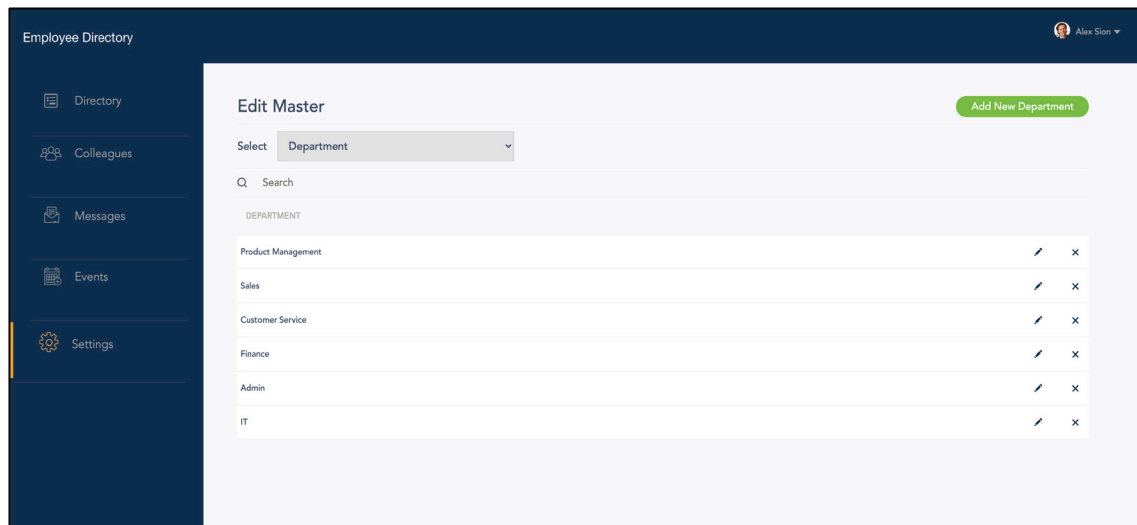 Employee Directory
Alex Sion
Directory
Colleagues
Messages
Events
Settings
Edit Master
Add New Department
Select Department
Search
DEPARTMENT
Product Management
Sales
Customer Service
Finance
Admin
IT